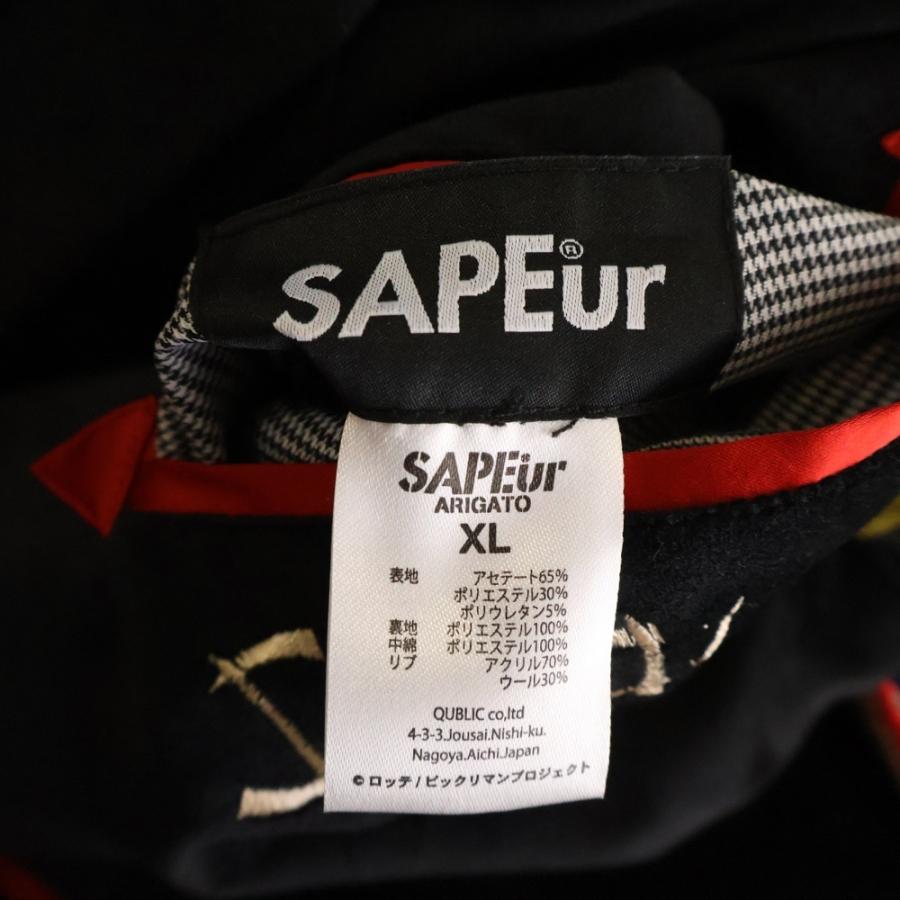 SAPEur®
SAPEur®
ARIGATO
XL
表地 アセテート65%
ポリエステル30%
ポリウレタン5%
裏地 ポリエステル100%
中綿 ポリエステル100%
リブ アクリル70%
ウール30%
QUBLIC co,ltd
4-3-3.Jousai.Nishi-ku.
Nagoya.Aichi.Japan
©ロッテ/ビックリマンプロジェクト